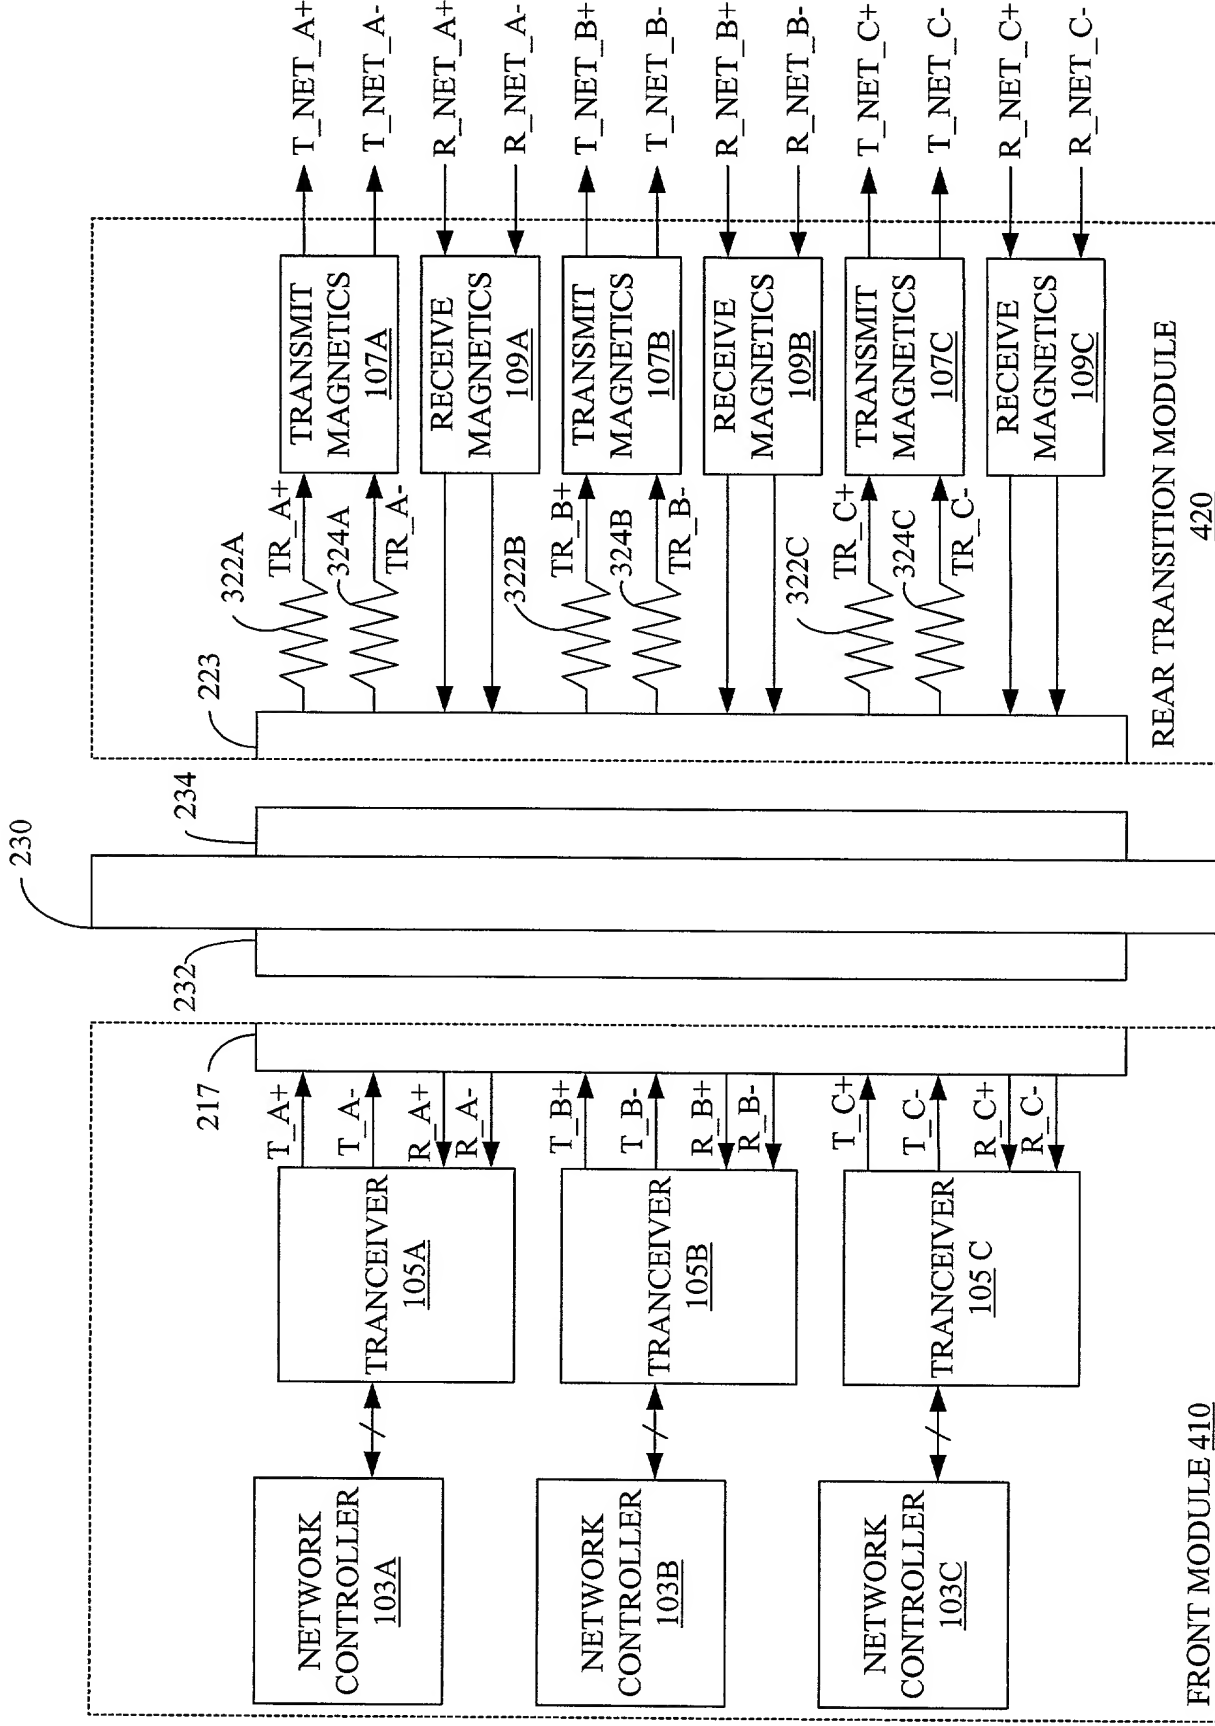 NETWORK
CONTROLLER
103A
TRANCEIVER
105A
T_A+
T_A-
R_A+
R_A-
217
232
230
234
223
322A
TR_A+
324A
TR_A-
TRANSMIT
MAGNETICS
107A
RECEIVE
MAGNETICS
109A
T_NET_A+
T_NET_A-
R_NET_A+
R_NET_A-
NETWORK
CONTROLLER
103B
TRANCEIVER
105B
T_B+
T_B-
R_B+
R_B-
322B
TR_B+
324B
TR_B-
TRANSMIT
MAGNETICS
107B
RECEIVE
MAGNETICS
109B
T_NET_B+
T_NET_B-
R_NET_B+
R_NET_B-
NETWORK
CONTROLLER
103C
TRANCEIVER
105 C
T_C+
T_C-
R_C+
R_C-
322C
TR_C+
324C
TR_C-
TRANSMIT
MAGNETICS
107C
RECEIVE
MAGNETICS
109C
T_NET_C+
T_NET_C-
R_NET_C+
R_NET_C-
FRONT MODULE 410
REAR TRANSITION MODULE
420